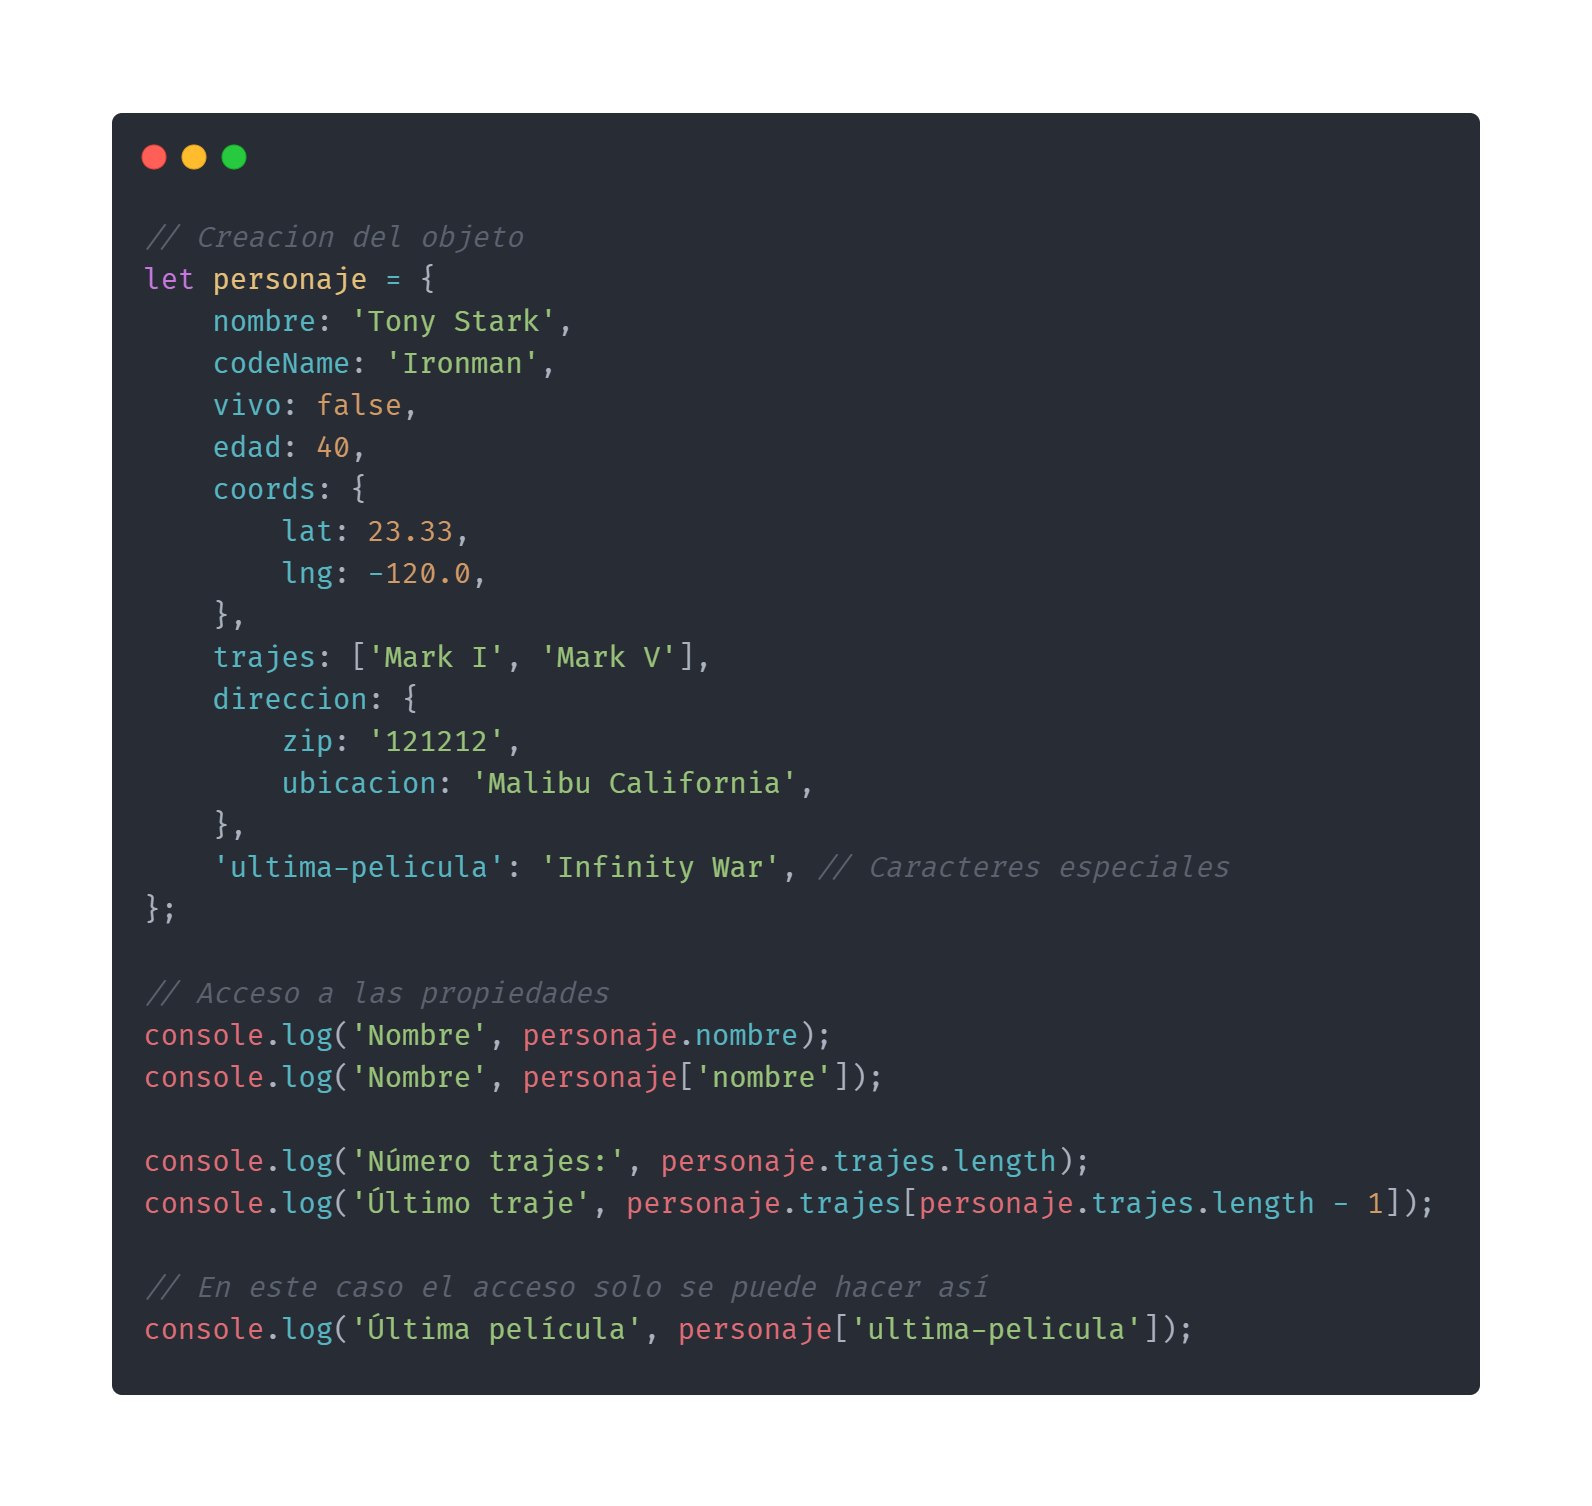 // Creacion del objeto
let personaje = {
    nombre: 'Tony Stark',
    codeName: 'Ironman',
    vivo: false,
    edad: 40,
    coords: {
        lat: 23.33,
        lng: -120.0,
    },
    trajes: ['Mark I', 'Mark V'],
    direccion: {
        zip: '121212',
        ubicacion: 'Malibu California',
    },
    'ultima-pelicula': 'Infinity War', // Caracteres especiales
};

// Acceso a las propiedades
console.log('Nombre', personaje.nombre);
console.log('Nombre', personaje['nombre']);

console.log('Número trajes:', personaje.trajes.length);
console.log('Último traje', personaje.trajes[personaje.trajes.length - 1]);

// En este caso el acceso solo se puede hacer así
console.log('Última película', personaje['ultima-pelicula']);